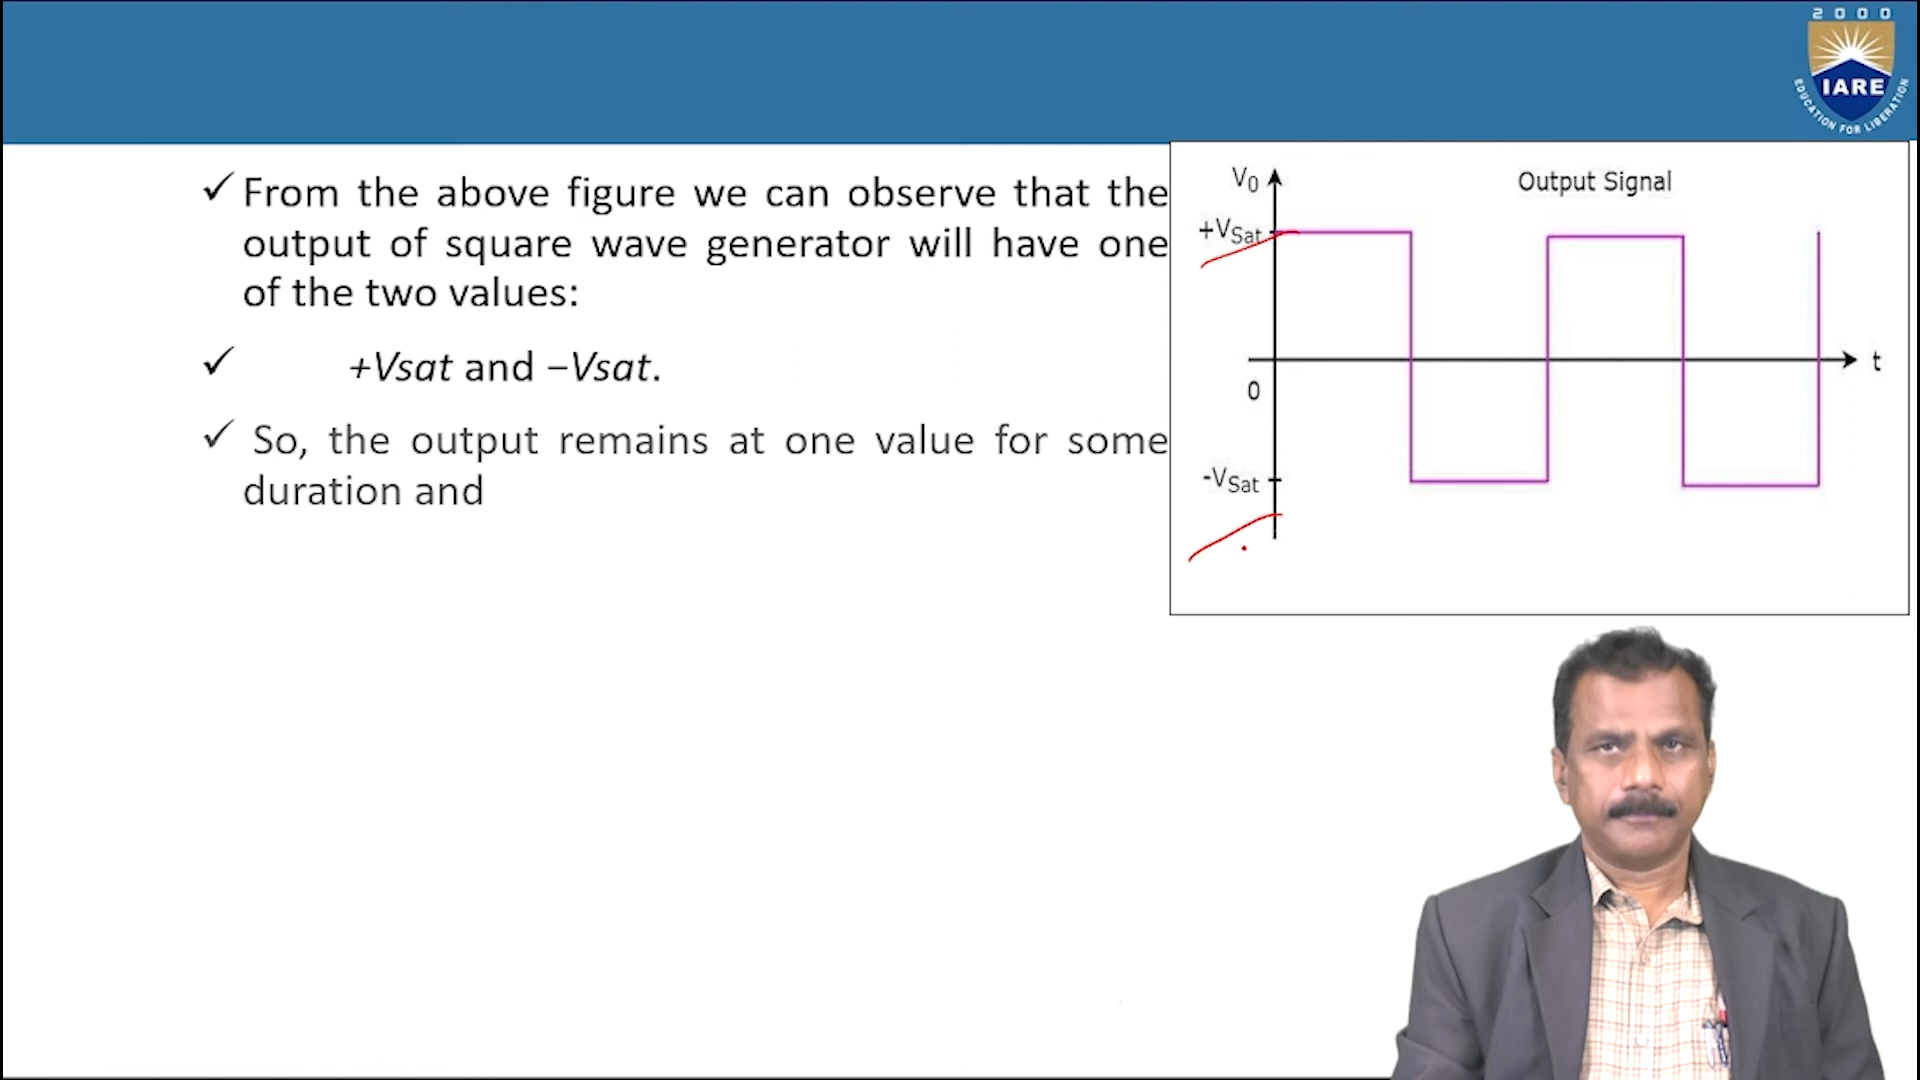 2000
IARE
EDUCATION FOR LIBERATION
✓ From the above figure we can observe that the
output of square wave generator will have one
of the two values:
✓ +Vsat and −Vsat.
✓ So, the output remains at one value for some
duration and
V0
Output Signal
+VSat
t
0
-VSat